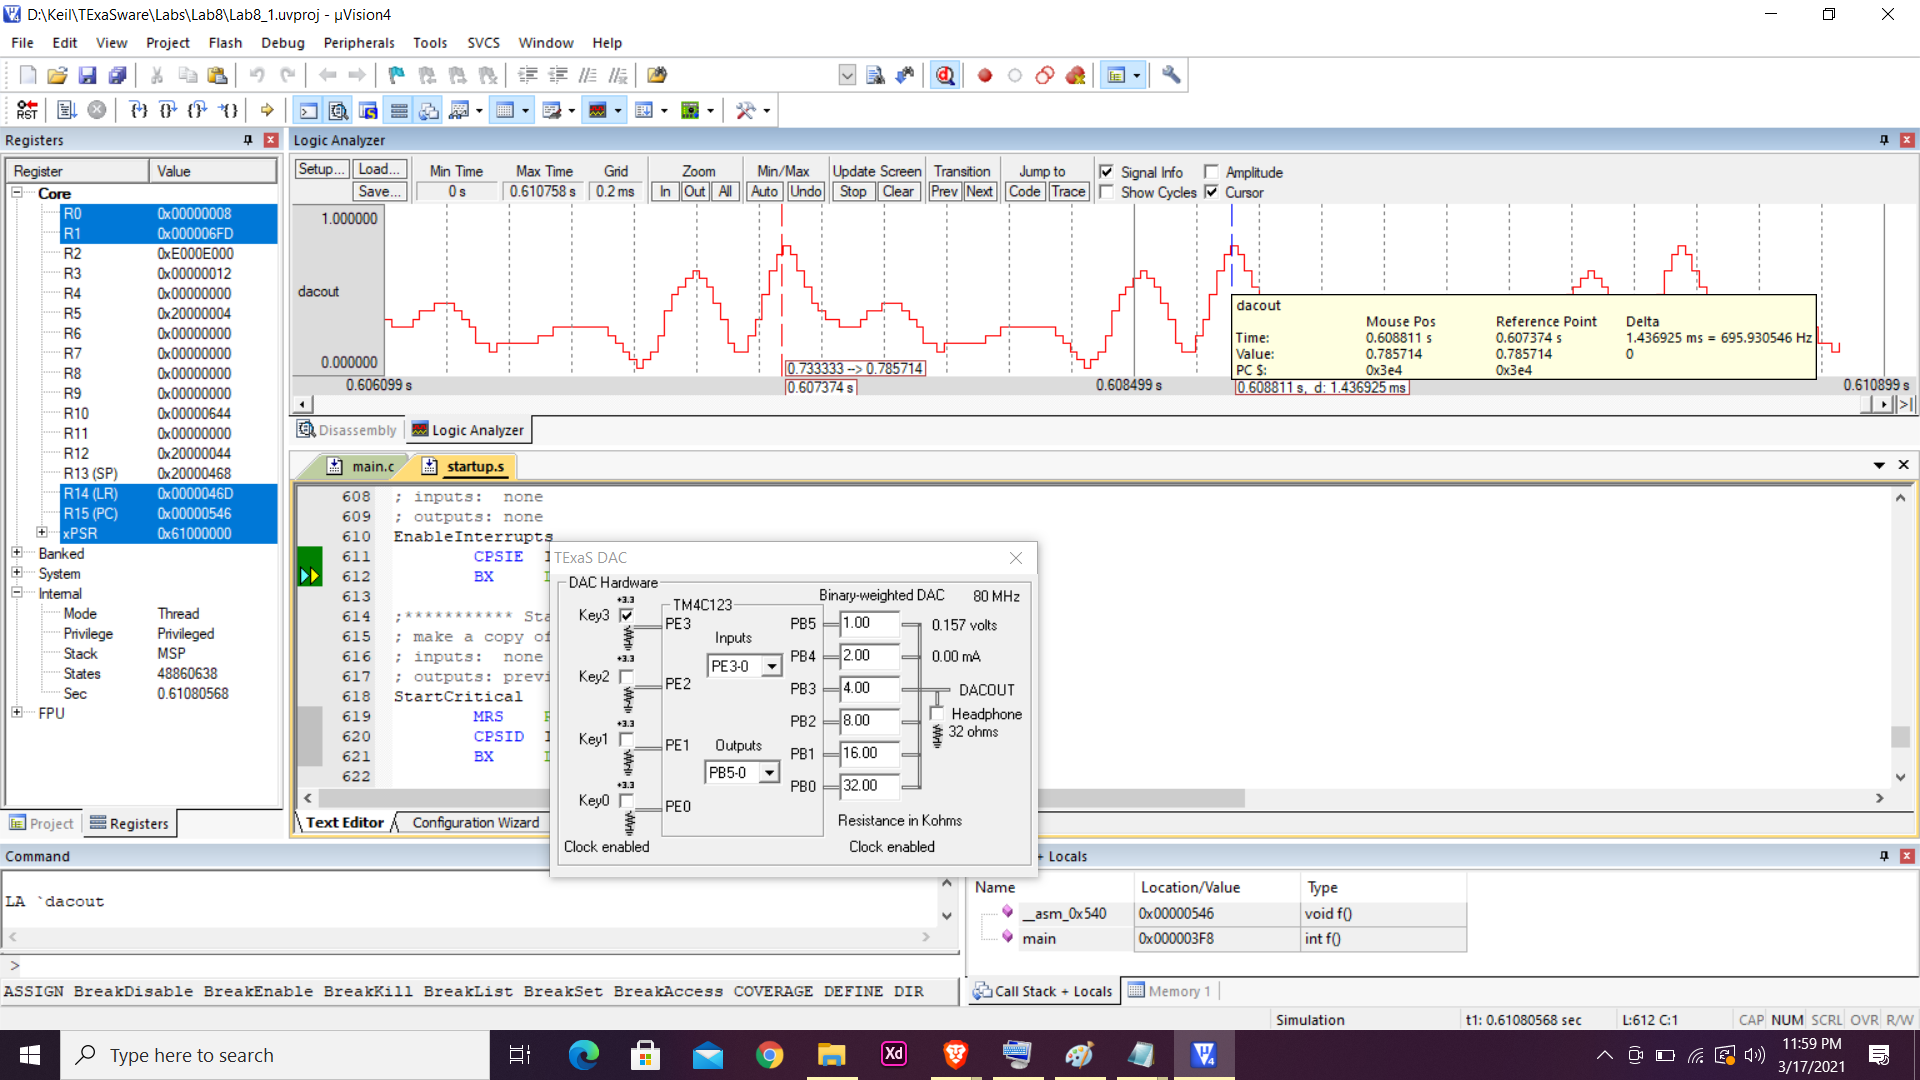 D:\Keil\TExaSware\Labs\Lab8\Lab8_1.uvproj - µVision4
File Edit View Project Flash Debug Peripherals Tools SVCS Window Help
RST
Registers
Register Value
Core
R0 0x00000008
R1 0x000006FD
R2 0xE000E000
R3 0x00000012
R4 0x00000000
R5 0x20000004
R6 0x00000000
R7 0x00000000
R8 0x00000000
R9 0x00000000
R10 0x00000644
R11 0x00000000
R12 0x20000044
R13 (SP) 0x20000468
R14 (LR) 0x0000046D
R15 (PC) 0x00000546
xPSR 0x61000000
Banked
System
Internal
Mode Thread
Privilege Privileged
Stack MSP
States 48860638
Sec 0.61080568
FPU
Project Registers
Logic Analyzer
Setup... Load... Min Time Max Time Grid Zoom Min/Max Update Screen Transition Jump to Signal Info Amplitude
Save... 0 s 0.610758 s 0.2 ms In Out All Auto Undo Stop Clear Prev Next Code Trace Show Cycles Cursor
1.000000
dacout
0.000000
0.733333 --> 0.785714
0.606099 s 0.607374 s 0.608499 s 0.608811 s, d: 1.436925 ms 0.610899 s
dacout
Mouse Pos Reference Point Delta
Time: 0.608811 s 0.607374 s 1.436925 ms = 695.930546 Hz
Value: 0.785714 0.785714 0
PC $: 0x3e4 0x3e4
Disassembly Logic Analyzer
main.c startup.s
608 ; inputs: none
609 ; outputs: none
610 EnableInterrupts
611 CPSIE I
612 BX
613
614 ;*********** Sta
615 ; make a copy of
616 ; inputs: none
617 ; outputs: previ
618 StartCritical
619 MRS
620 CPSID I
621 BX
622
Text Editor Configuration Wizard
TExaS DAC
DAC Hardware
TM4C123
Binary-weighted DAC 80 MHz
+3.3
Key3 PE3 PB5 1.00 0.157 volts
Inputs
+3.3
PE3-0 PB4 2.00 0.00 mA
Key2 PE2 PB3 4.00 DACOUT
PB2 8.00 Headphone
+3.3 32 ohms
Key1 PE1 Outputs PB1 16.00
PB5-0 PB0 32.00
+3.3
Key0 PE0
Resistance in Kohms
Clock enabled Clock enabled
Command
LA `dacout
>
ASSIGN BreakDisable BreakEnable BreakKill BreakList BreakSet BreakAccess COVERAGE DEFINE DIR
+ Locals
Name Location/Value Type
__asm_0x540 0x00000546 void f()
main 0x000003F8 int f()
Call Stack + Locals Memory 1
Simulation t1: 0.61080568 sec L:612 C:1 CAP NUM SCRL OVR R/W
Type here to search
Xd
11:59 PM
3/17/2021